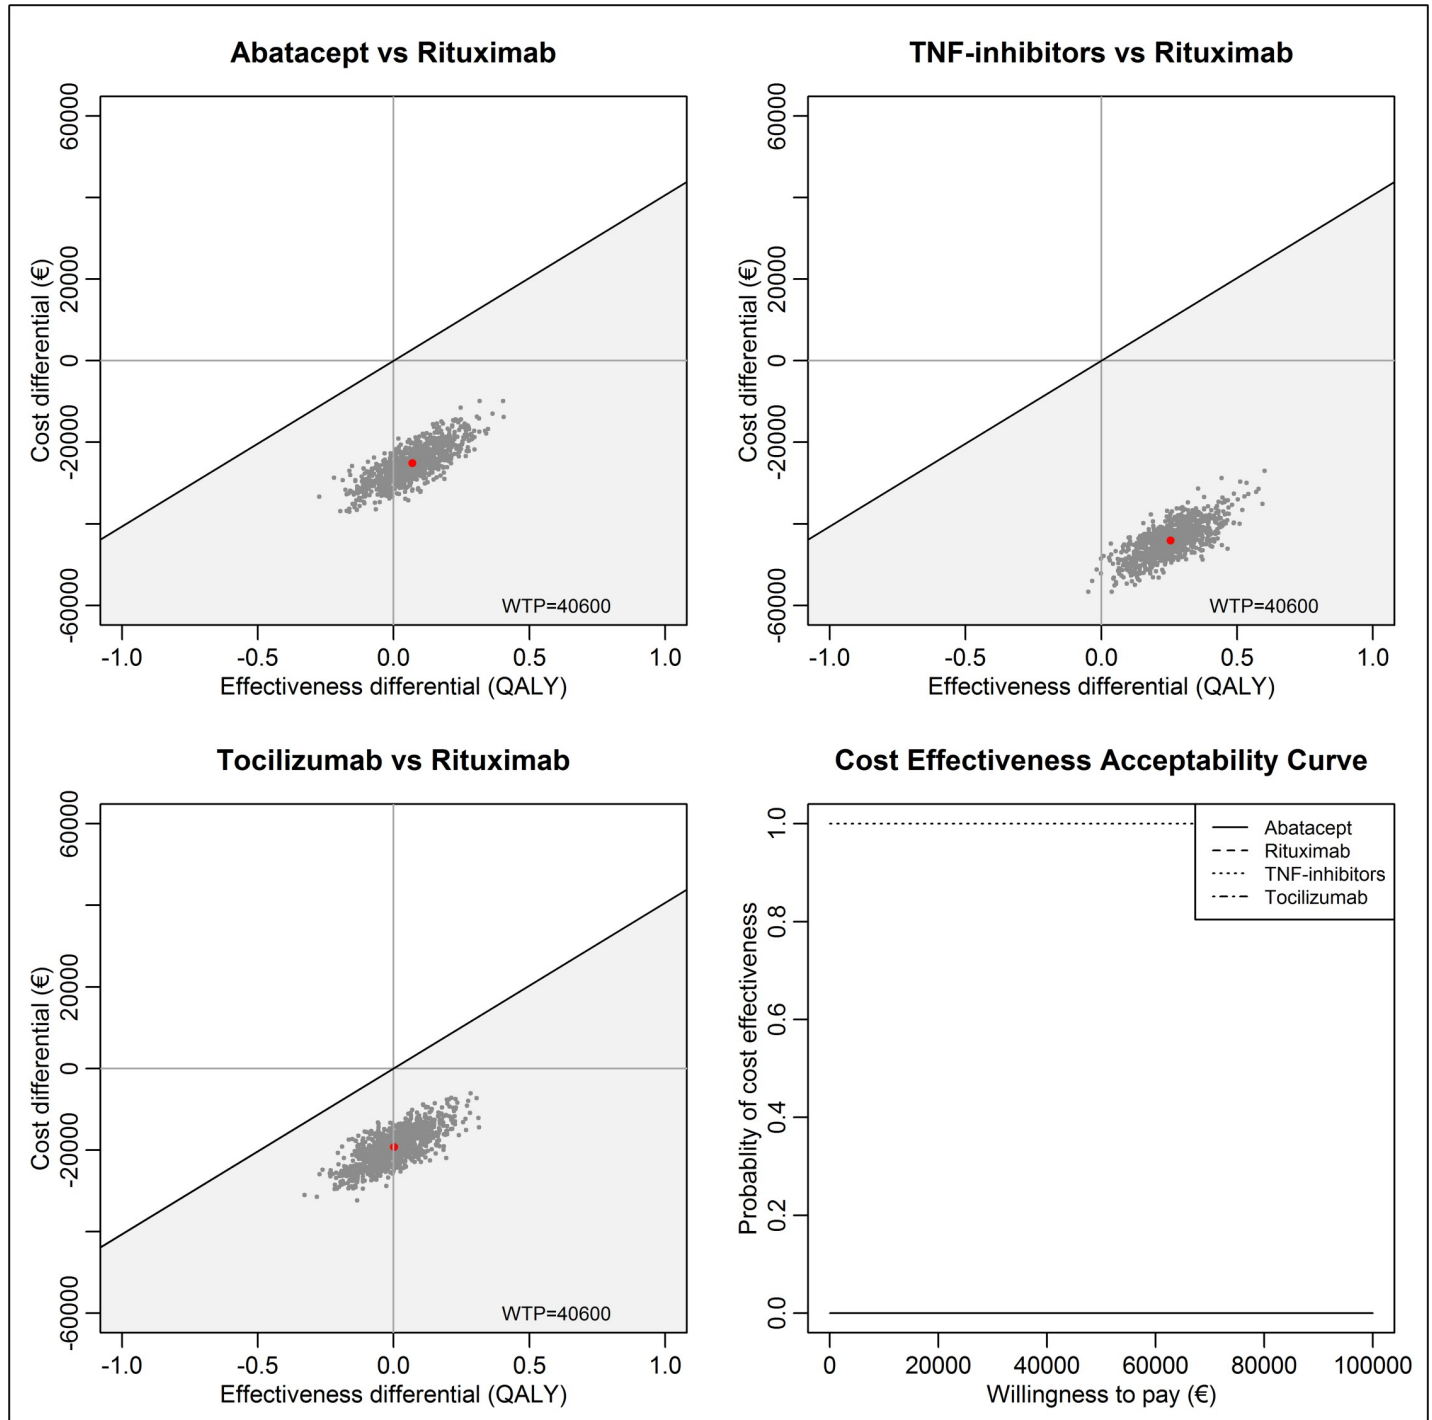 Abatacept vs Rituximab
60000
20000
0
-20000
-60000
Cost differential (€)
WTP=40600
-1.0 -0.5 0.0 0.5 1.0
Effectiveness differential (QALY)
TNF-inhibitors vs Rituximab
60000
20000
0
-20000
-60000
Cost differential (€)
WTP=40600
-1.0 -0.5 0.0 0.5 1.0
Effectiveness differential (QALY)
Tocilizumab vs Rituximab
60000
20000
0
-20000
-60000
Cost differential (€)
WTP=40600
-1.0 -0.5 0.0 0.5 1.0
Effectiveness differential (QALY)
Cost Effectiveness Acceptability Curve
1.0
0.8
0.6
0.4
0.2
0.0
Probablity of cost effectiveness
Abatacept
Rituximab
TNF-inhibitors
Tocilizumab
0 20000 40000 60000 80000 100000
Willingness to pay (€)